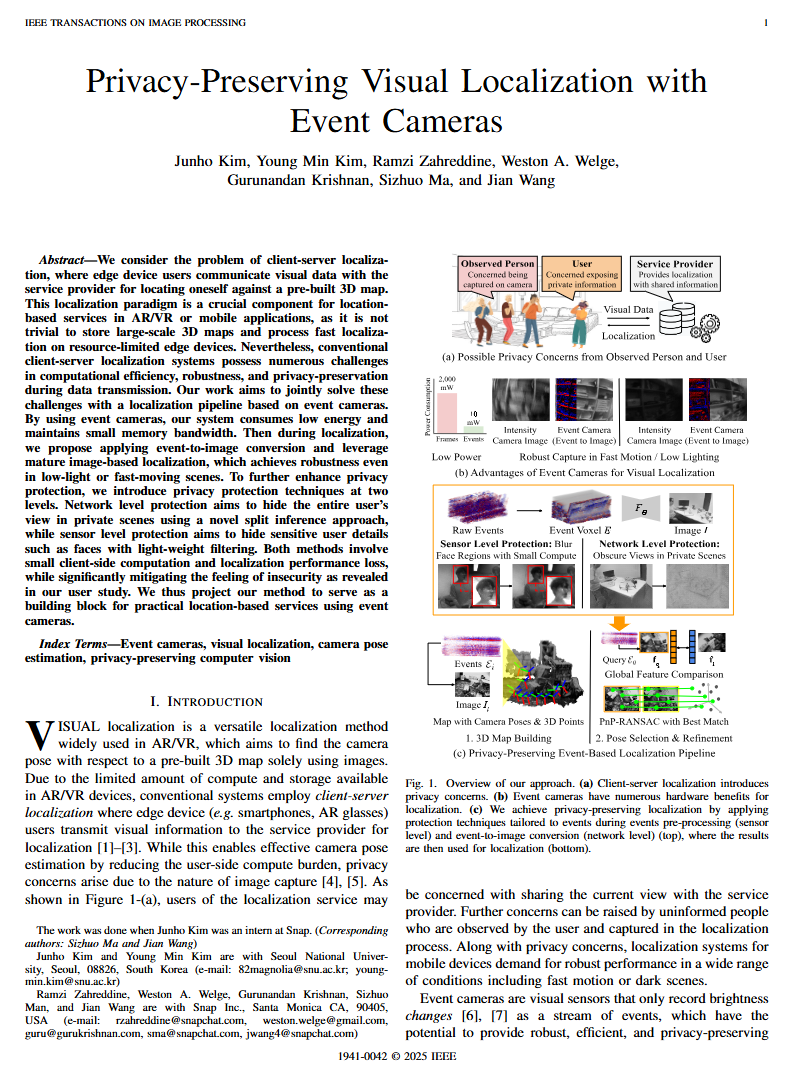 IEEE TRANSACTIONS ON IMAGE PROCESSING
1
Privacy-Preserving Visual Localization with
Event Cameras
Junho Kim, Young Min Kim, Ramzi Zahreddine, Weston A. Welge,
Gurunandan Krishnan, Sizhuo Ma, and Jian Wang
Abstract—We consider the problem of client-server localiza-
tion, where edge device users communicate visual data with the
service provider for locating oneself against a pre-built 3D map.
This localization paradigm is a crucial component for location-
based services in AR/VR or mobile applications, as it is not
trivial to store large-scale 3D maps and process fast localiza-
tion on resource-limited edge devices. Nevertheless, conventional
client-server localization systems possess numerous challenges
in computational efficiency, robustness, and privacy-preservation
during data transmission. Our work aims to jointly solve these
challenges with a localization pipeline based on event cameras.
By using event cameras, our system consumes low energy and
maintains small memory bandwidth. Then during localization,
we propose applying event-to-image conversion and leverage
mature image-based localization, which achieves robustness even
in low-light or fast-moving scenes. To further enhance privacy
protection, we introduce privacy protection techniques at two
levels. Network level protection aims to hide the entire user's
view in private scenes using a novel split inference approach,
while sensor level protection aims to hide sensitive user details
such as faces with light-weight filtering. Both methods involve
small client-side computation and localization performance loss,
while significantly mitigating the feeling of insecurity as revealed
in our user study. We thus project our method to serve as a
building block for practical location-based services using event
cameras.
Index Terms—Event cameras, visual localization, camera pose
estimation, privacy-preserving computer vision
I. INTRODUCTION
VISUAL localization is a versatile localization method
widely used in AR/VR, which aims to find the camera
pose with respect to a pre-built 3D map solely using images.
Due to the limited amount of compute and storage available
in AR/VR devices, conventional systems employ client-server
localization where edge device (e.g. smartphones, AR glasses)
users transmit visual information to the service provider for
localization [1]–[3]. While this enables effective camera pose
estimation by reducing the user-side compute burden, privacy
concerns arise due to the nature of image capture [4], [5]. As
shown in Figure 1-(a), users of the localization service may
The work was done when Junho Kim was an intern at Snap. (Corresponding
authors: Sizhuo Ma and Jian Wang)
Junho Kim and Young Min Kim are with Seoul National Univer-
sity, Seoul, 08826, South Korea (e-mail: 82magnolia@snu.ac.kr; young-
min.kim@snu.ac.kr)
Ramzi Zahreddine, Weston A. Welge, Gurunandan Krishnan, Sizhuo
Man, and Jian Wang are with Snap Inc., Santa Monica CA, 90405,
USA (e-mail: rzahreddine@snapchat.com, weston.welge@gmail.com,
guru@gurukrishnan.com, sma@snapchat.com, jwang4@snapchat.com)
Observed Person
Concerned being
captured on camera
User
Concerned exposing
private information
Service Provider
Provides localization
with shared information
Visual Data
Localization
(a) Possible Privacy Concerns from Observed Person and User
Power Consumption
2,000
mW
10
mW
Frames Events
Intensity
Camera Image
Event Camera
(Event to Image)
Intensity
Camera Image
Event Camera
(Event to Image)
Low Power
Robust Capture in Fast Motion / Low Lighting
(b) Advantages of Event Cameras for Visual Localization
Raw Events
Event Voxel E
F_Θ
Image I
Sensor Level Protection: Blur
Face Regions with Small Compute
Network Level Protection:
Obscure Views in Private Scenes
Events
Image
Map with Camera Poses & 3D Points
1. 3D Map Building
Query
Global Feature Comparison
PnP-RANSAC with Best Match
2. Pose Selection & Refinement
(c) Privacy-Preserving Event-Based Localization Pipeline
Fig. 1. Overview of our approach. (a) Client-server localization introduces
privacy concerns. (b) Event cameras have numerous hardware benefits for
localization. (c) We achieve privacy-preserving localization by applying
protection techniques tailored to events during events pre-processing (sensor
level) and event-to-image conversion (network level) (top), where the results
are then used for localization (bottom).
be concerned with sharing the current view with the service
provider. Further concerns can be raised by uninformed people
who are observed by the user and captured in the localization
process. Along with privacy concerns, localization systems for
mobile devices demand for robust performance in a wide range
of conditions including fast motion or dark scenes.
Event cameras are visual sensors that only record brightness
changes [6], [7] as a stream of events, which have the
potential to provide robust, efficient, and privacy-preserving
1941-0042 © 2025 IEEE